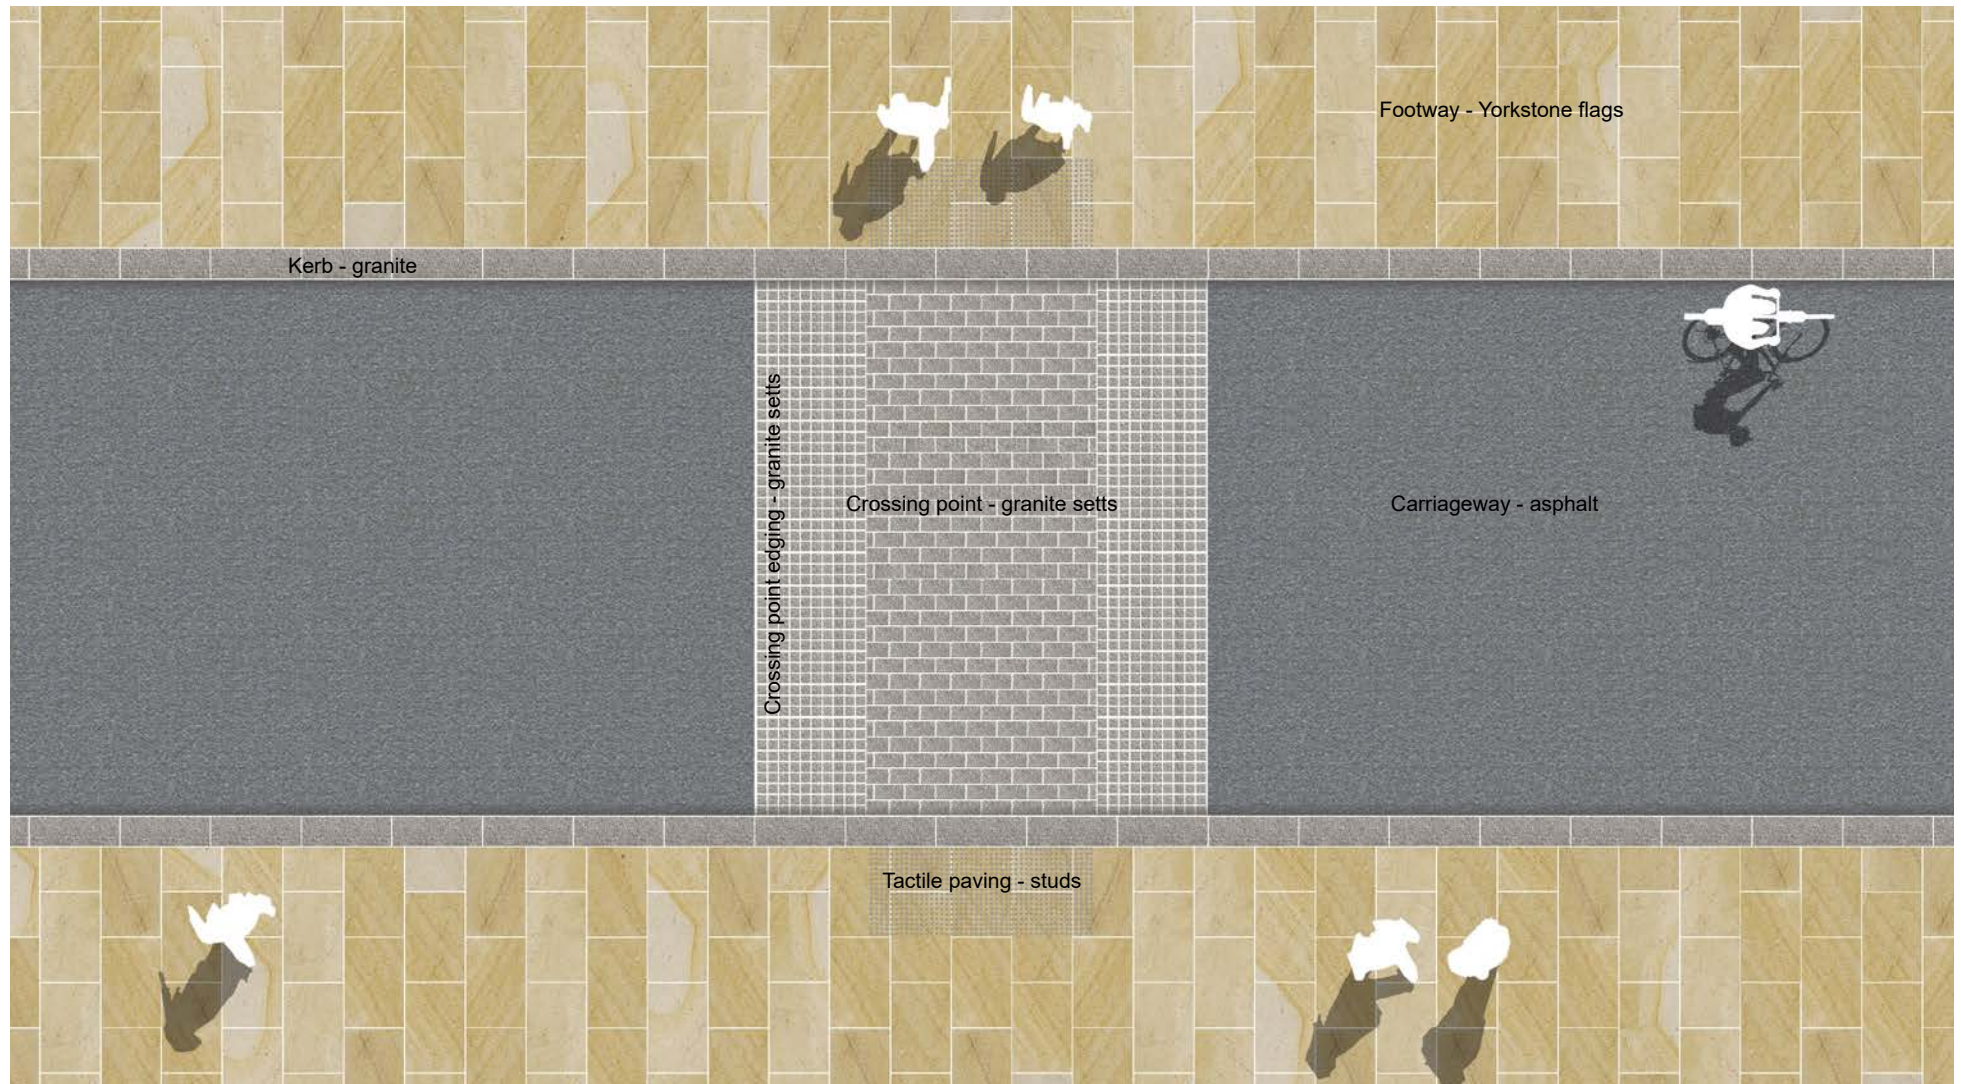 Footway - Yorkstone flags
Kerb - granite
Crossing point edging - granite setts
Crossing point - granite setts
Carriageway - asphalt
Tactile paving - studs